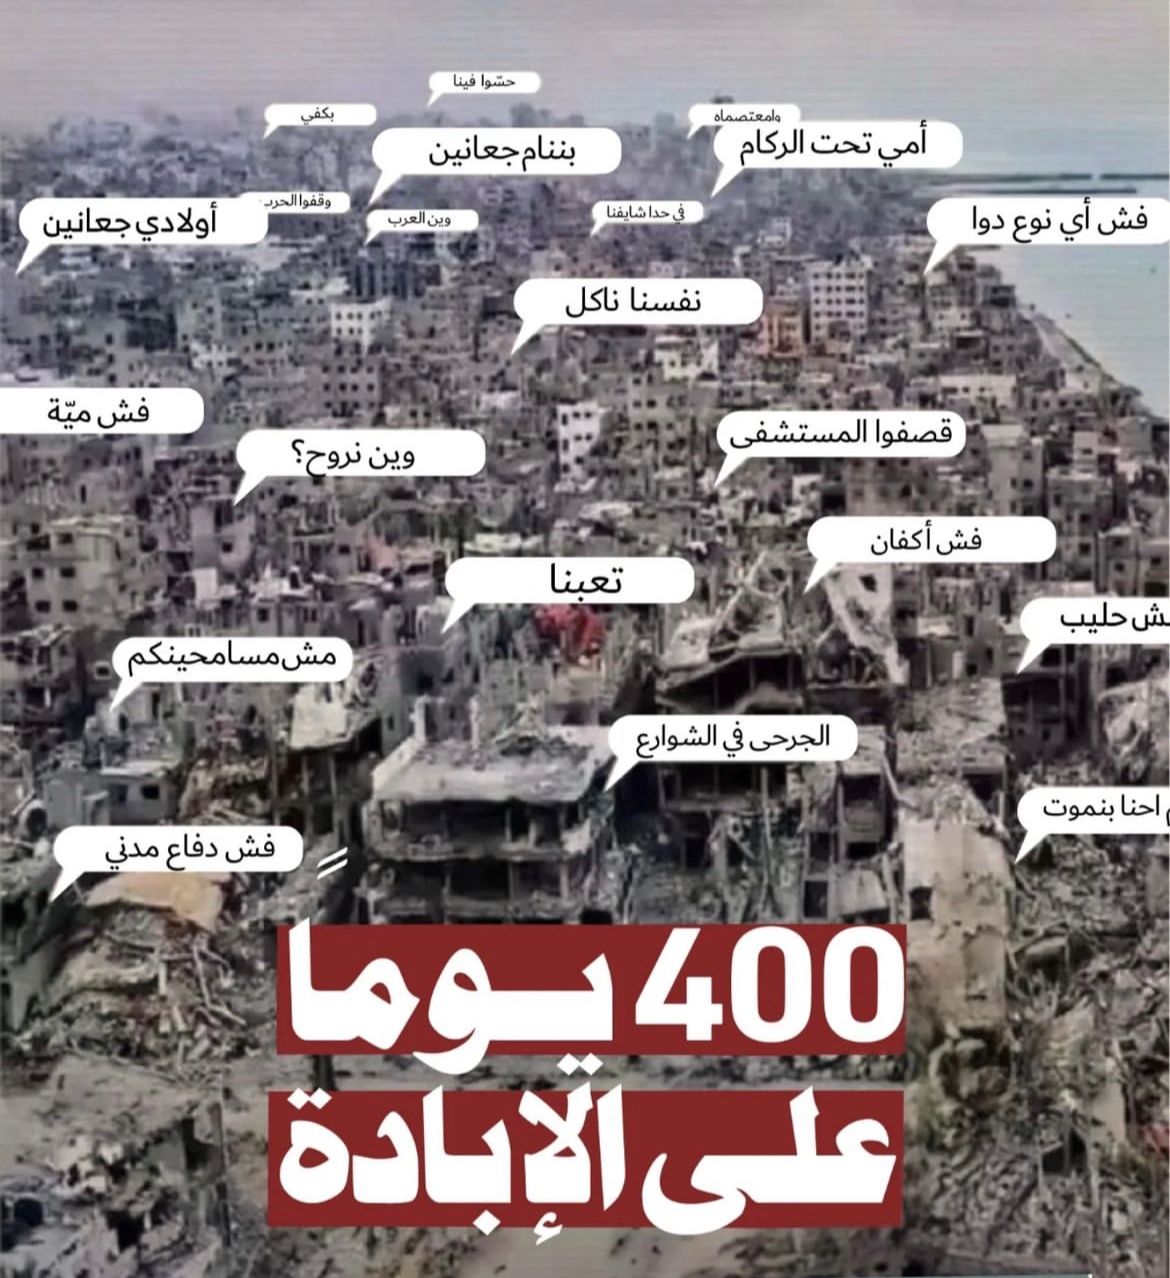 حسّوا فينا
بكفي
وامعتصماه
بننام جعانين
أمي تحت الركام
وقفوا الحرب
أولادي جعانين
وين العرب
في حدا شايفنا
فش أي نوع دوا
نفسنا ناكل
فش ميّة
قصفوا المستشفى
وين نروح؟
فش أكفان
تعبنا
حليب
مش مسامحينكم
الجرحى في الشوارع
احنا بنموت
فش دفاع مدني
400 يوماً
على الإبادة